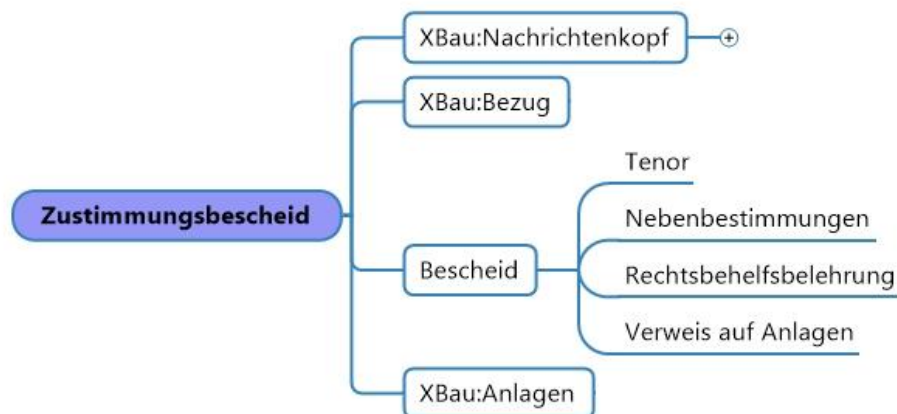 XBau:Nachrichtenkopf
XBau:Bezug
Zustimmungsbescheid
Bescheid
Tenor
Nebenbestimmungen
Rechtsbehelfsbelehrung
Verweis auf Anlagen
XBau:Anlagen